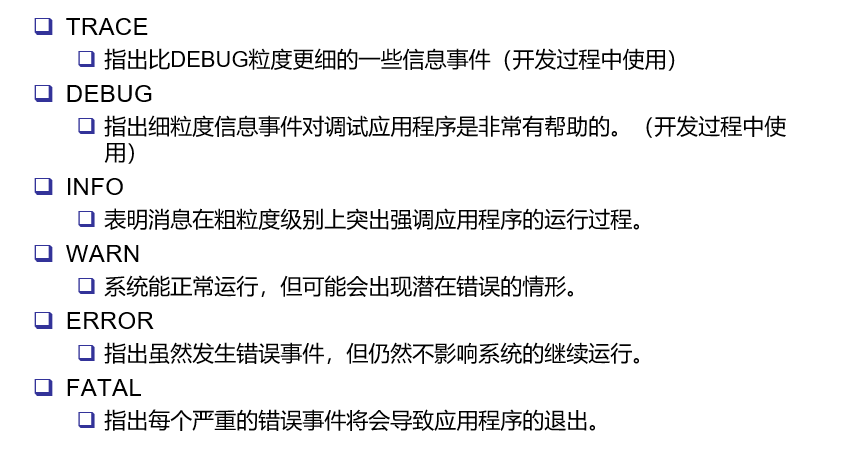 TRACE
指出比DEBUG粒度更细的一些信息事件（开发过程中使用）
DEBUG
指出细粒度信息事件对调试应用程序是非常有帮助的。（开发过程中使
用）
INFO
表明消息在粗粒度级别上突出强调应用程序的运行过程。
WARN
系统能正常运行，但可能会出现潜在错误的情形。
ERROR
指出虽然发生错误事件，但仍然不影响系统的继续运行。
FATAL
指出每个严重的错误事件将会导致应用程序的退出。